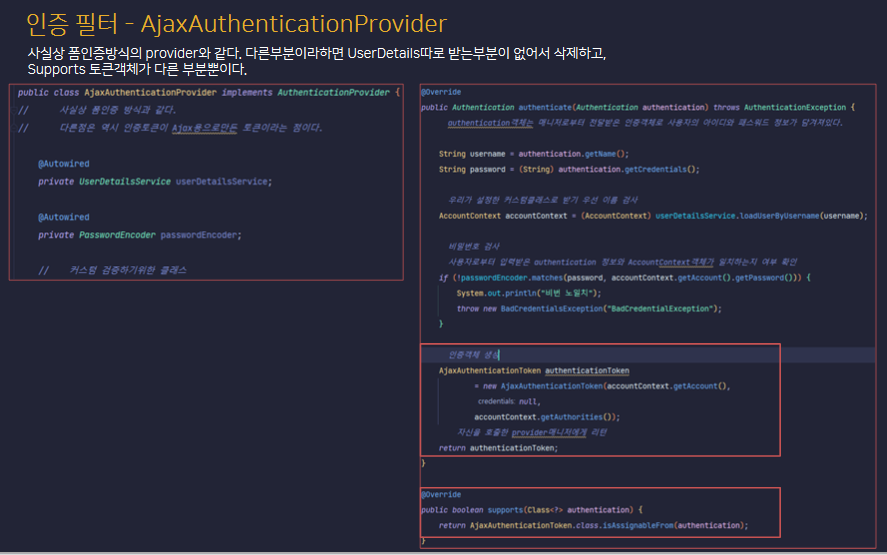 인증 필터 - AjaxAuthenticationProvider
사실상 폼인증방식의 provider와 같다. 다른부분이라하면 UserDetails따로 받는부분이 없어서 삭제하고,
Supports 토큰객체가 다른 부분뿐이다.
public class AjaxAuthenticationProvider implements AuthenticationProvider {
// 사실상 폼인증 방식과 같다.
// 다른점은 역시 인증토큰이 Ajax용으로만든 토큰이라는 점이다.
@Autowired
private UserDetailsService userDetailsService;
@Autowired
private PasswordEncoder passwordEncoder;
// 커스텀 검증하기위한 클래스
@Override
public Authentication authenticate(Authentication authentication) throws AuthenticationException {
authentication객체는 매니저로부터 전달받은 인증객체로 사용자의 아이디와 패스워드 정보가 담겨져있다.
String username = authentication.getName();
String password = (String) authentication.getCredentials();
우리가 설정한 커스텀클래스로 받기 우선 이름 검사
AccountContext accountContext = (AccountContext) userDetailsService.loadUserByUsername(username);
비밀번호 검사
사용자로부터 입력받은 authentication 정보와 AccountContext객체가 일치하는지 여부 확인
if (!passwordEncoder.matches(password, accountContext.getAccount().getPassword())) {
System.out.println("비번 노일치");
throw new BadCredentialsException("BadCredentialException");
}
인증객체 생성
AjaxAuthenticationToken authenticationToken
= new AjaxAuthenticationToken(accountContext.getAccount(),
credentials: null,
accountContext.getAuthorities());
자신을 호출한 provider매니저에게 리턴
return authenticationToken;
}
@Override
public boolean supports(Class<?> authentication) {
return AjaxAuthenticationToken.class.isAssignableFrom(authentication);
}